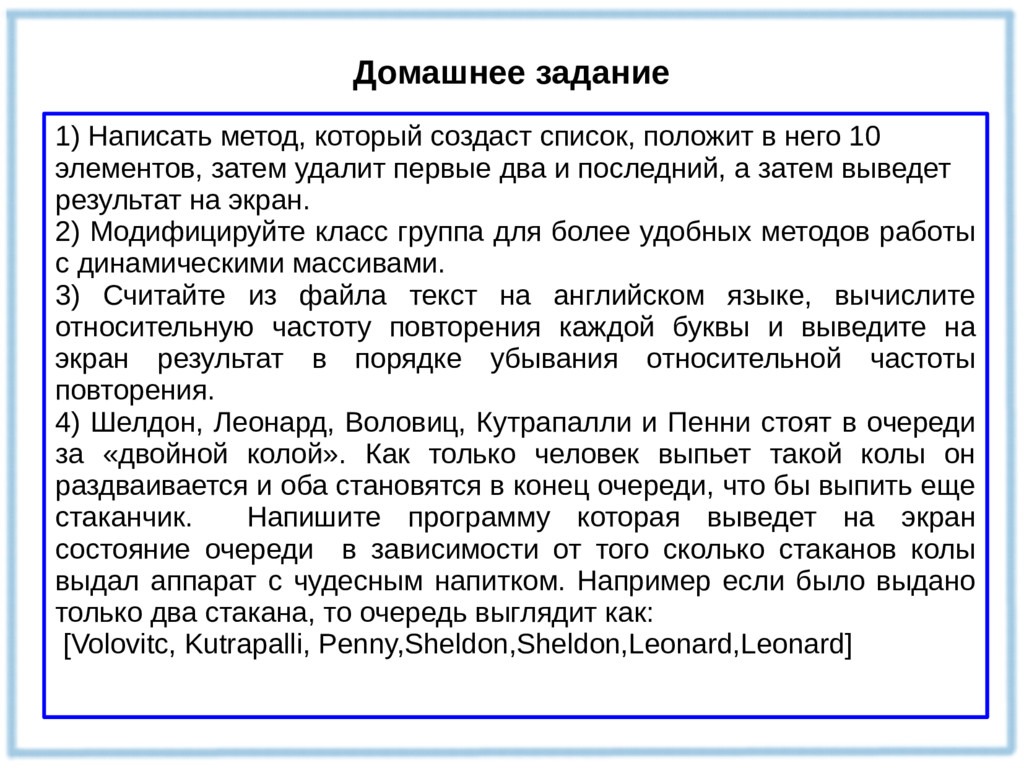 Домашнее задание
1) Написать метод, который создаст список, положит в него 10
элементов, затем удалит первые два и последний, а затем выведет
результат на экран.
2) Модифицируйте класс группа для более удобных методов работы
с динамическими массивами.
3) Считайте из файла текст на английском языке, вычислите
относительную частоту повторения каждой буквы и выведите на
экран результат в порядке убывания относительной частоты
повторения.
4) Шелдон, Леонард, Воловиц, Кутрапалли и Пенни стоят в очереди
за «двойной колой». Как только человек выпьет такой колы он
раздваивается и оба становятся в конец очереди, что бы выпить еще
стаканчик. Напишите программу которая выведет на экран
состояние очереди в зависимости от того сколько стаканов колы
выдал аппарат с чудесным напитком. Например если было выдано
только два стакана, то очередь выглядит как:
[Volovitc, Kutrapalli, Penny,Sheldon,Sheldon,Leonard,Leonard]